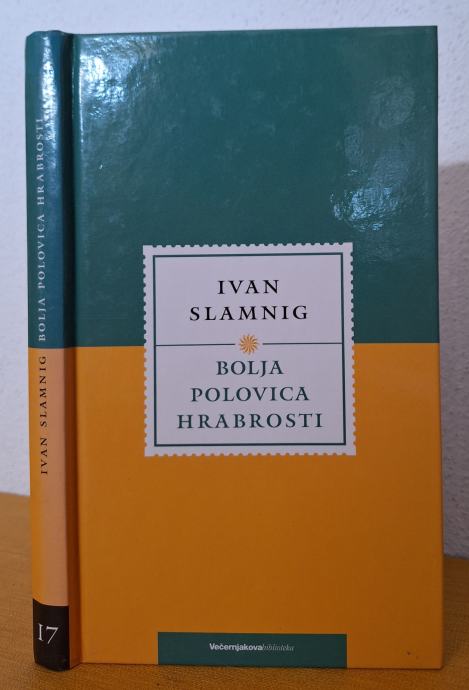 IVAN
SLAMNIG
BOLJA
POLOVICA
HRABROSTI
Večernjakovabiblioteka
IVAN SLAMNIG BOLJA POLOVICA HRABROSTI
17